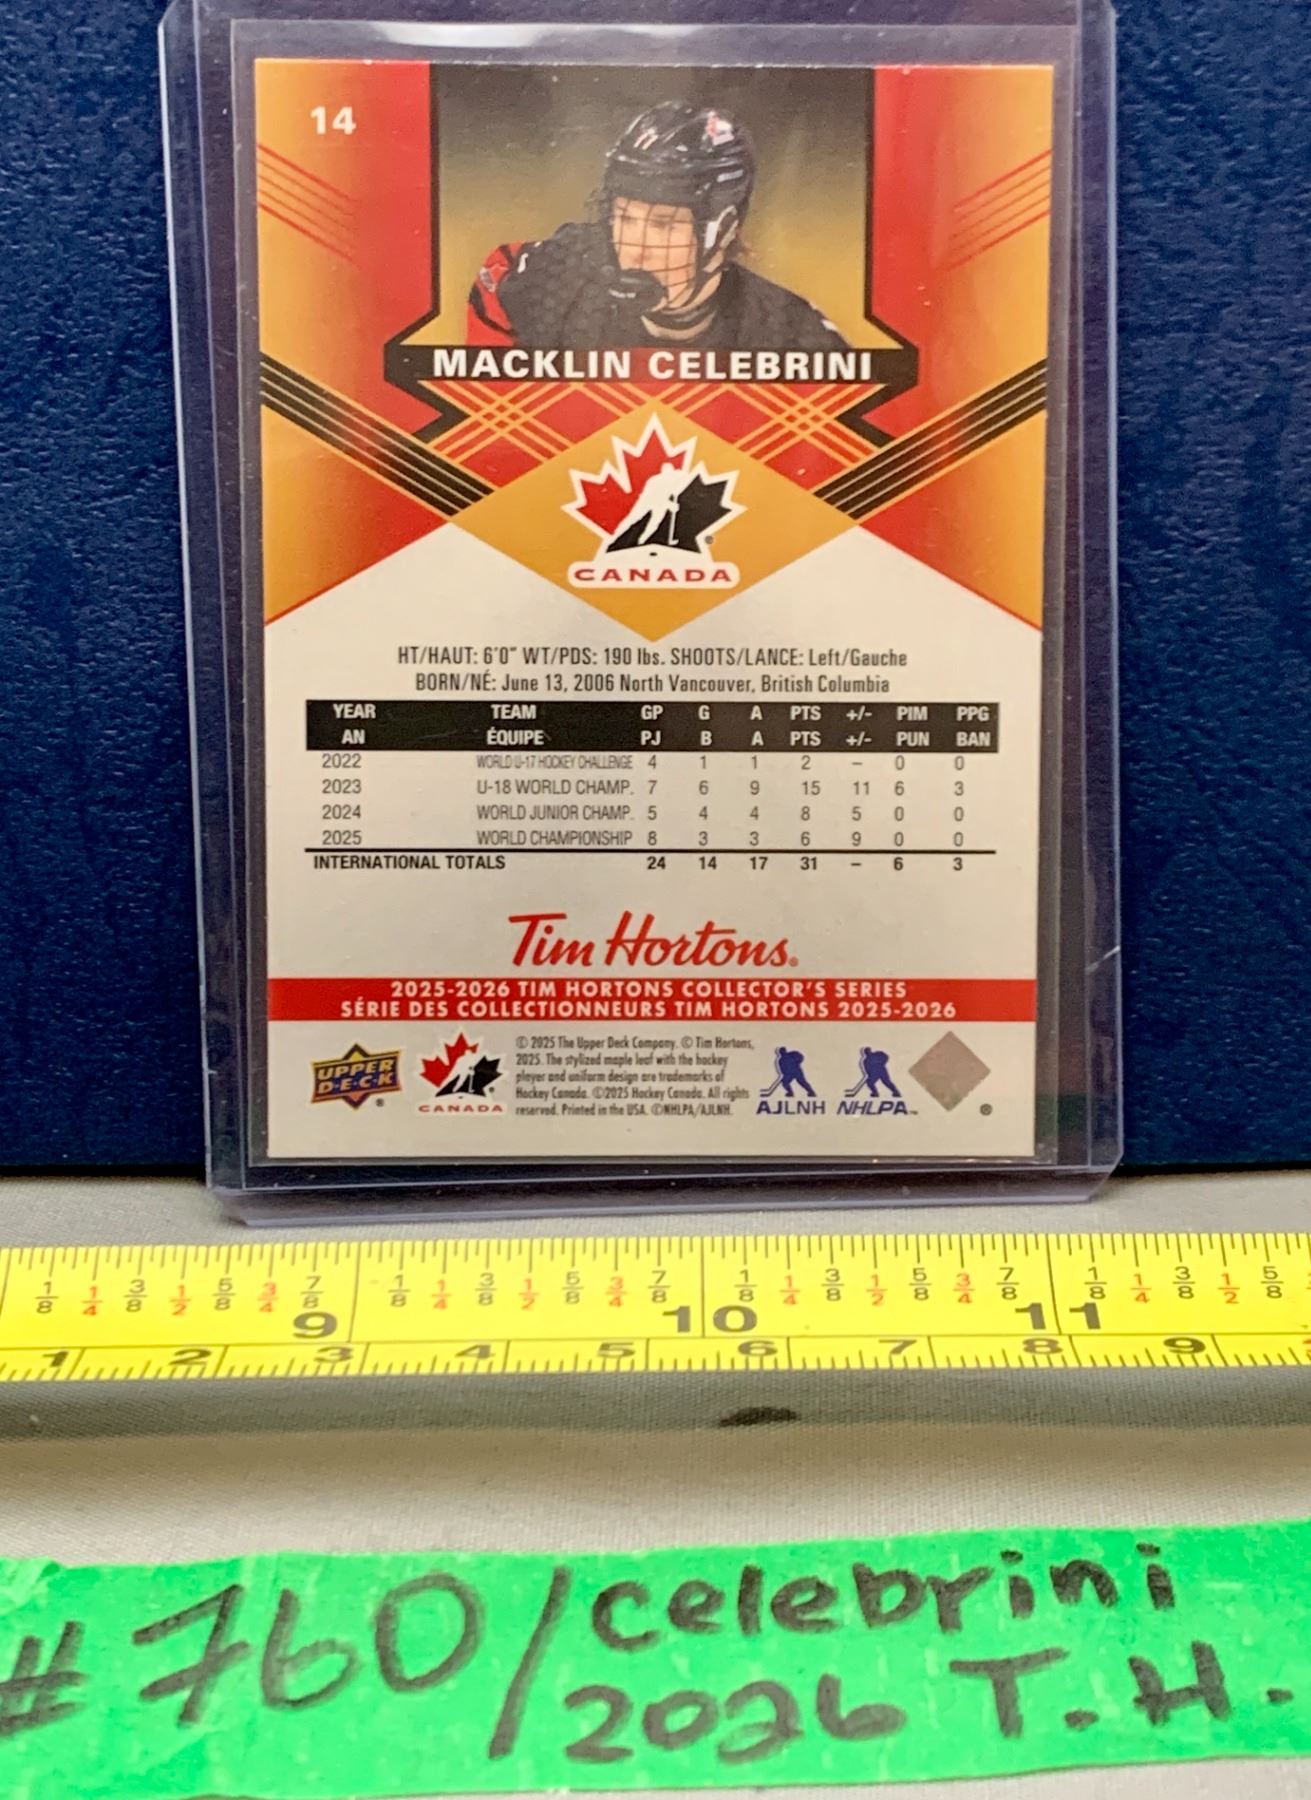 14
MACKLIN CELEBRINI
CANADA
HT/HAUT: 6'0" WT/PDS: 190 lbs. SHOOTS/LANCE: Left/Gauche
BORN/NÉ: June 13, 2006 North Vancouver, British Columbia
YEAR TEAM GP G A PTS +/- PIM PPG
AN ÉQUIPE PJ B A PTS +/- PUN BAN
2022 WORLD U-17 HOCKEY CHALLENGE 4 1 1 2 – 0 0
2023 U-18 WORLD CHAMP. 7 6 9 15 11 6 3
2024 WORLD JUNIOR CHAMP. 5 4 4 8 5 0 0
2025 WORLD CHAMPIONSHIP 8 3 3 6 9 0 0
INTERNATIONAL TOTALS 24 14 17 31 – 6 3
Tim Hortons®
2025-2026 TIM HORTONS COLLECTOR'S SERIES
SÉRIE DES COLLECTIONNEURS TIM HORTONS 2025-2026
UPPER D·E·C·K
CANADA
© 2025 The Upper Deck Company. © Tim Hortons,
2025. The stylized maple leaf with the hockey
player and uniform design are trademarks of
Hockey Canada. ©2025 Hockey Canada. All rights
reserved. Printed in the USA. ©NHLPA/AJLNH.
AJLNH NHLPA™ ®
1/8 1/4 3/8 1/2 5/8 3/4 7/8 1/8 1/4 3/8 1/2 5/8 3/4 7/8 1/8 1/4 3/8 1/2 5/8 3/4 7/8 1/8 1/4 3/8 1/2 5/8
9 10 11
1 2 3 4 5 6 7 8 9
#760/celebrini
2026 T.H.